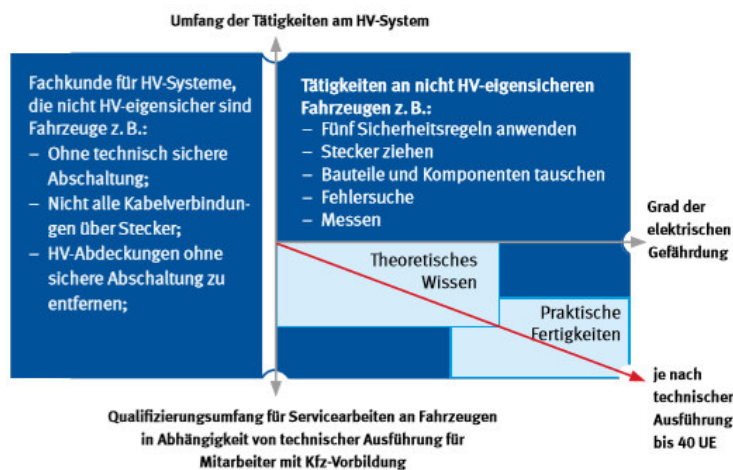 Umfang der Tätigkeiten am HV-System
Fachkunde für HV-Systeme,
die nicht HV-eigensicher sind
Fahrzeuge z. B.:
– Ohne technisch sichere
Abschaltung;
– Nicht alle Kabelverbindun-
gen über Stecker;
– HV-Abdeckungen ohne
sichere Abschaltung zu
entfernen;
Tätigkeiten an nicht HV-eigensicheren
Fahrzeugen z. B.:
– Fünf Sicherheitsregeln anwenden
– Stecker ziehen
– Bauteile und Komponenten tauschen
– Fehlersuche
– Messen
Grad der
elektrischen
Gefährdung
Theoretisches
Wissen
Praktische
Fertigkeiten
je nach
technischer
Ausführung
bis 40 UE
Qualifizierungsumfang für Servicearbeiten an Fahrzeugen
in Abhängigkeit von technischer Ausführung für
Mitarbeiter mit Kfz-Vorbildung